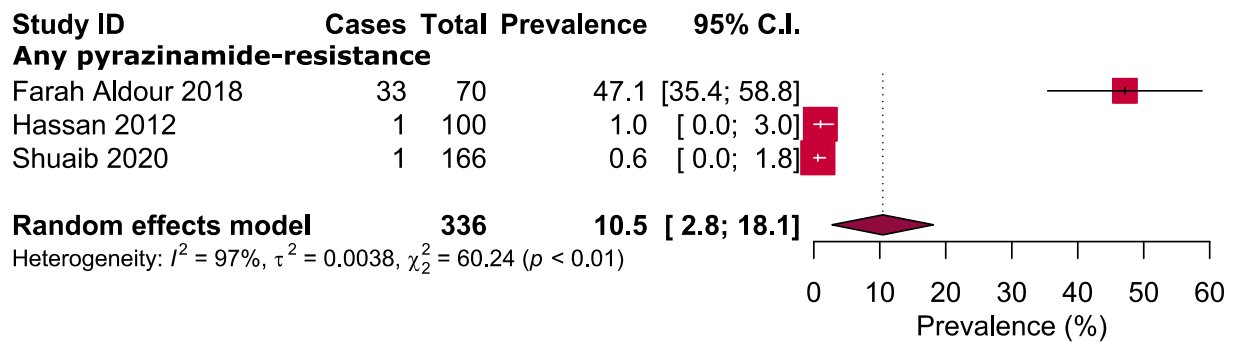 Study ID Cases Total Prevalence 95% C.I.
Any pyrazinamide-resistance
Farah Aldour 2018 33 70 47.1 [35.4; 58.8]
Hassan 2012 1 100 1.0 [ 0.0; 3.0]
Shuaib 2020 1 166 0.6 [ 0.0; 1.8]
Random effects model 336 10.5 [ 2.8; 18.1]
Heterogeneity: I² = 97%, τ² = 0.0038, χ²₂ = 60.24 (p < 0.01)
0 10 20 30 40 50 60
Prevalence (%)